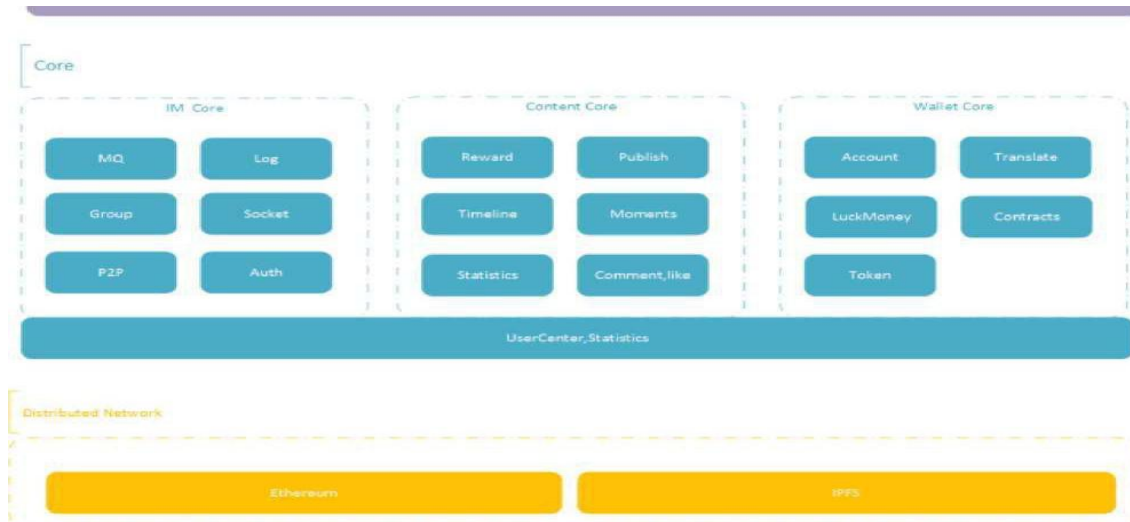 Core
IM Core
MQ
Log
Group
Socket
P2P
Auth
Content Core
Reward
Publish
Timeline
Moments
Statistics
Comment,like
Wallet Core
Account
Translate
LuckMoney
Contracts
Token
UserCenter,Statistics
Distributed Network
Ethereum
IPFS